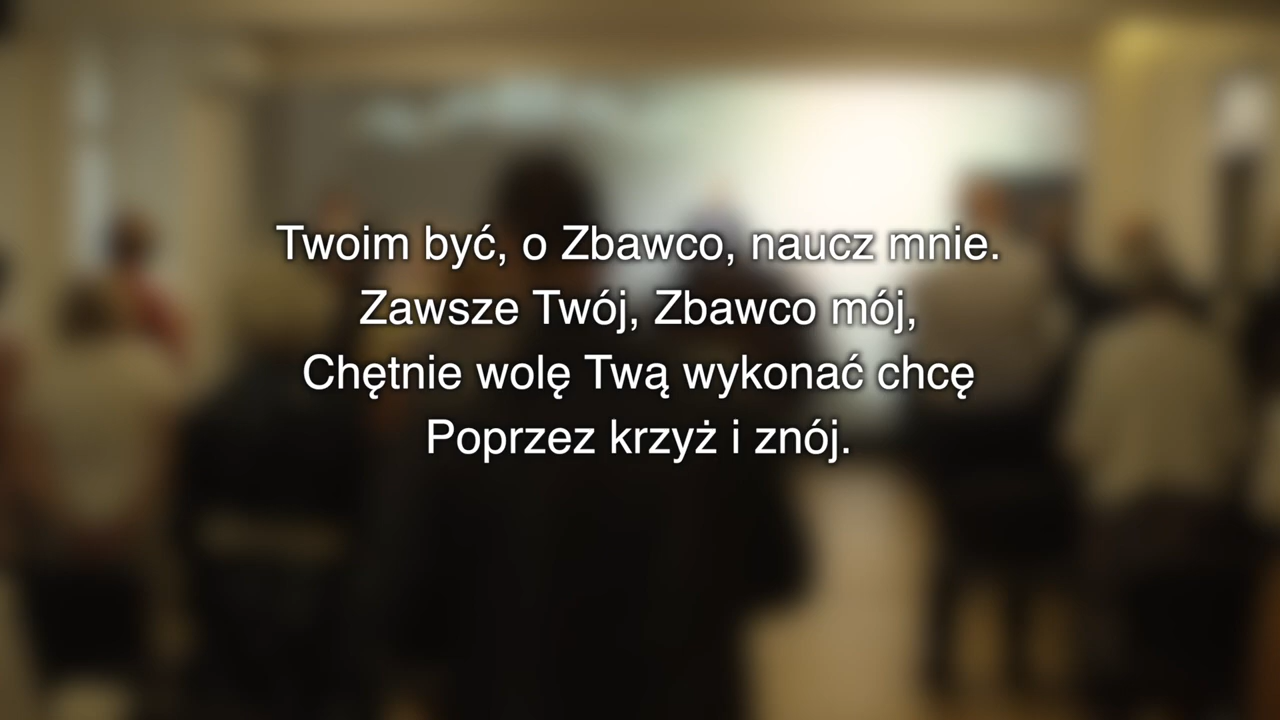 Twoim być, o Zbawco, naucz mnie.
Zawsze Twój, Zbawco mój,
Chętnie wolę Twą wykonać chcę
Poprzez krzyż i znój.